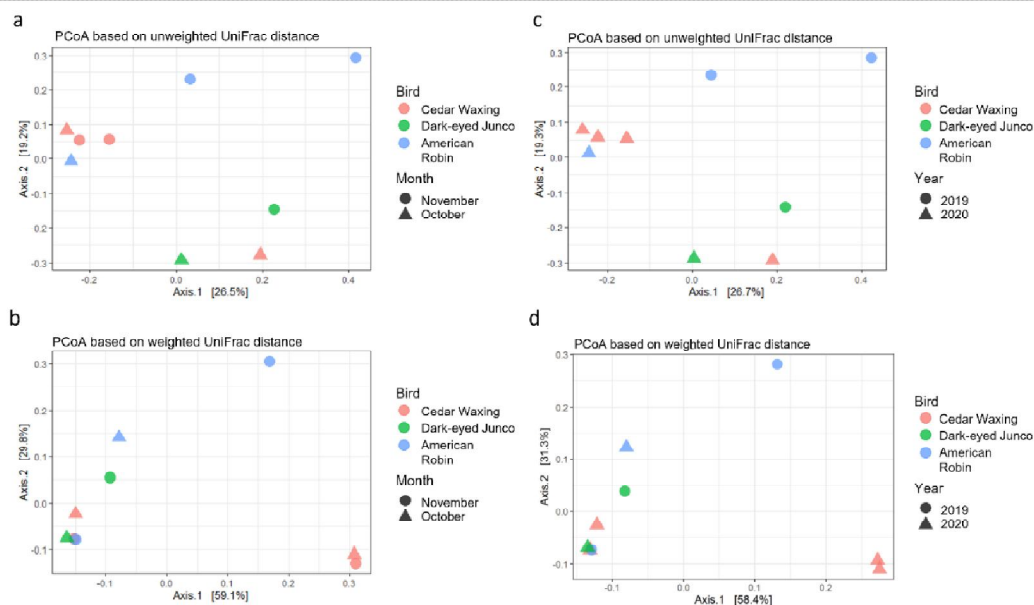 a
PCoA based on unweighted UniFrac distance
0.3
0.2
0.1
0.0
-0.1
-0.2
-0.3
Axis.2 [19.2%]
-0.2 0.0 0.2 0.4
Axis.1 [26.5%]
Bird
Cedar Waxing
Dark-eyed Junco
American
Robin
Month
November
October
c
PCoA based on unweighted UniFrac distance
0.3
0.2
0.1
0.0
-0.1
-0.2
-0.3
Axis.2 [19.3%]
-0.2 0.0 0.2 0.4
Axis.1 [26.7%]
Bird
Cedar Waxing
Dark-eyed Junco
American
Robin
Year
2019
2020
b
PCoA based on weighted UniFrac distance
0.3
0.2
0.1
0.0
-0.1
Axis.2 [29.8%]
-0.1 0.0 0.1 0.2 0.3
Axis.1 [59.1%]
Bird
Cedar Waxing
Dark-eyed Junco
American
Robin
Month
November
October
d
PCoA based on weighted UniFrac distance
0.3
0.2
0.1
0.0
-0.1
Axis.2 [31.3%]
-0.1 0.0 0.1 0.2
Axis.1 [58.4%]
Bird
Cedar Waxing
Dark-eyed Junco
American
Robin
Year
2019
2020